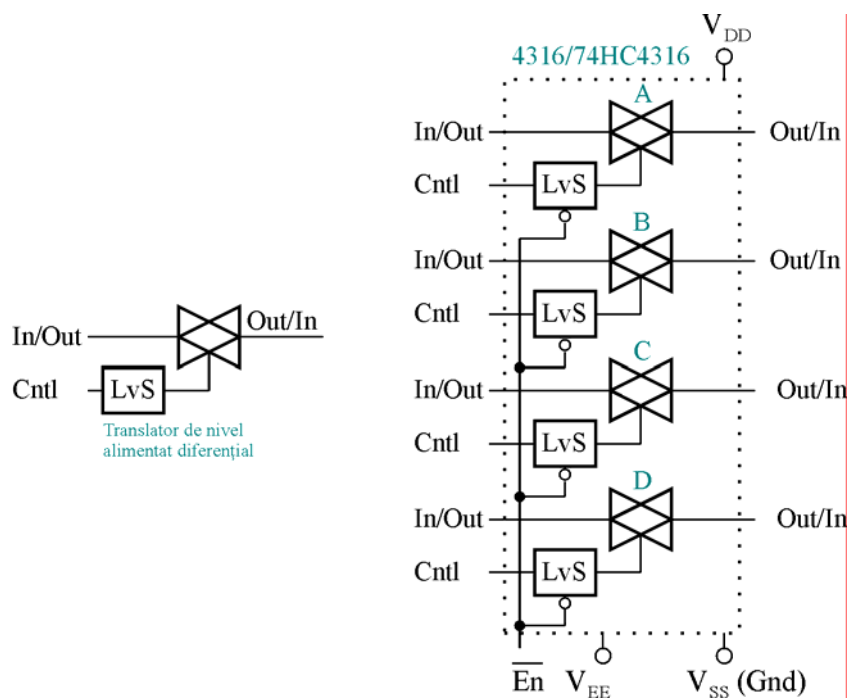 In/Out
Out/In
Cntl
LvS
Translator de nivel
alimentat diferențial
4316/74HC4316
V_DD
A
In/Out
Out/In
Cntl
LvS
B
In/Out
Out/In
Cntl
LvS
C
In/Out
Out/In
Cntl
LvS
D
In/Out
Out/In
Cntl
LvS
E̅n̅
V_EE
V_SS (Gnd)